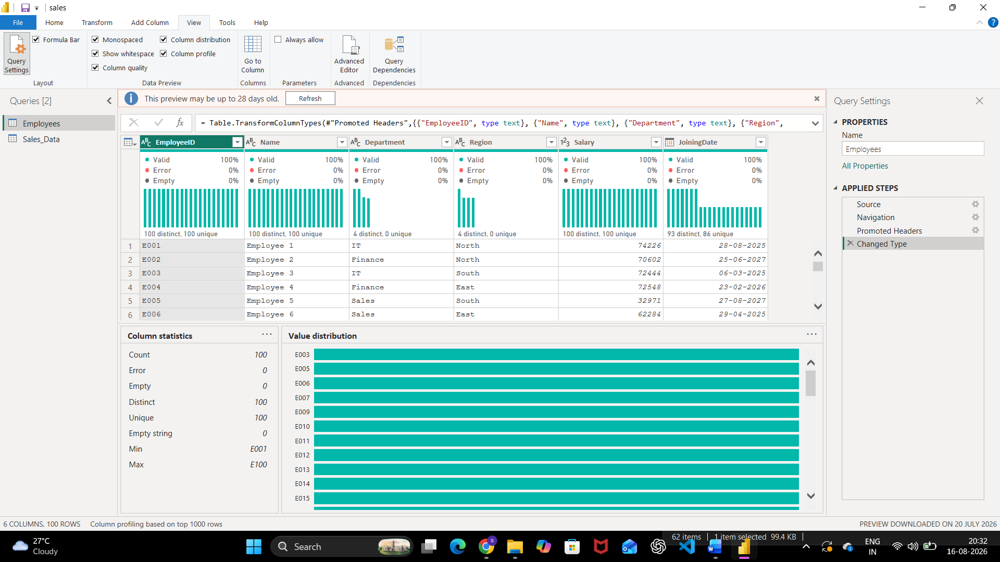 sales
File Home Transform Add Column View Tools Help
Query Settings
Formula Bar
Layout
Monospaced
Show whitespace
Column quality
Column distribution
Column profile
Data Preview
Go to Column
Columns
Always allow
Parameters
Advanced Editor
Advanced
Query Dependencies
Dependencies
Queries [2]
Employees
Sales_Data
This preview may be up to 28 days old. Refresh
fx = Table.TransformColumnTypes(#"Promoted Headers",{{"EmployeeID", type text}, {"Name", type text}, {"Department", type text}, {"Region",
EmployeeID Name Department Region Salary JoiningDate
Valid 100% Valid 100% Valid 100% Valid 100% Valid 100% Valid 100%
Error 0% Error 0% Error 0% Error 0% Error 0% Error 0%
Empty 0% Empty 0% Empty 0% Empty 0% Empty 0% Empty 0%
100 distinct, 100 unique 100 distinct, 100 unique 4 distinct, 0 unique 4 distinct, 0 unique 100 distinct, 100 unique 93 distinct, 86 unique
1 E001 Employee 1 IT North 74226 28-08-2025
2 E002 Employee 2 Finance North 70602 25-06-2027
3 E003 Employee 3 IT South 72444 06-03-2025
4 E004 Employee 4 Finance East 72548 23-02-2026
5 E005 Employee 5 Sales South 32971 27-08-2027
6 E006 Employee 6 Sales East 62284 29-04-2025
Column statistics
Count 100
Error 0
Empty 0
Distinct 100
Unique 100
Empty string 0
Min E001
Max E100
Value distribution
E003
E005
E006
E007
E009
E010
E011
E012
E013
E014
E015
Query Settings
PROPERTIES
Name
Employees
All Properties
APPLIED STEPS
Source
Navigation
Promoted Headers
Changed Type
6 COLUMNS, 100 ROWS Column profiling based on top 1000 rows
PREVIEW DOWNLOADED ON 20 JULY 2026
27°C
Cloudy
Search
62 items 1 item selected 99.4 KB
ENG
IN
20:32
16-08-2026